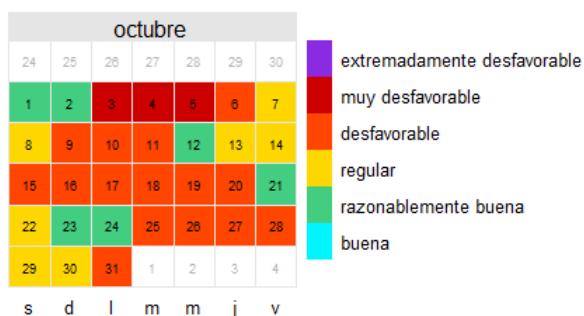 octubre
24 25 26 27 28 29 30
1 2 3 4 5 6 7
8 9 10 11 12 13 14
15 16 17 18 19 20 21
22 23 24 25 26 27 28
29 30 31 1 2 3 4
s d l m m j v
extremadamente desfavorable
muy desfavorable
desfavorable
regular
razonablemente buena
buena